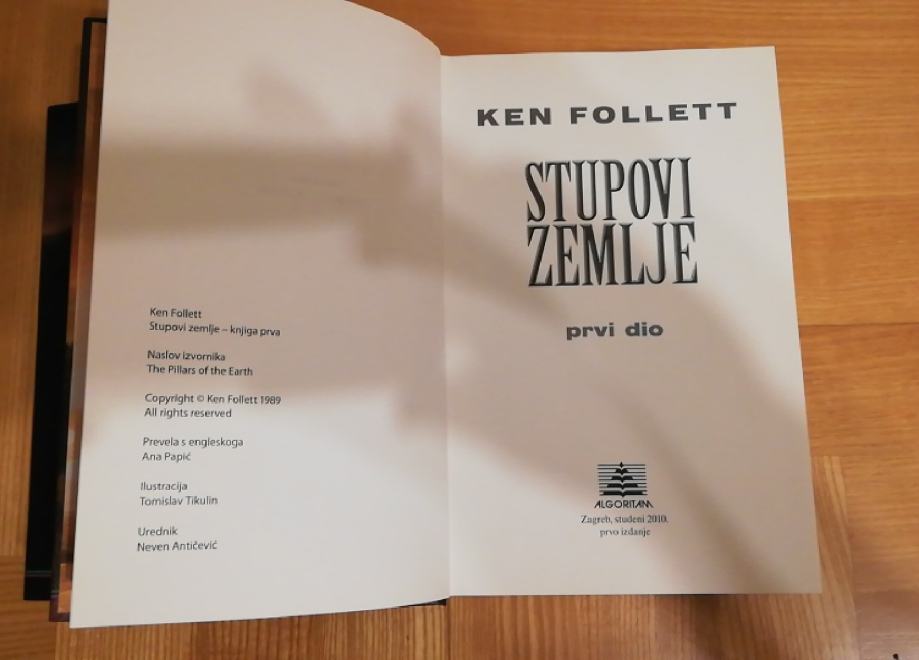 Ken Follett
Stupovi zemlje – knjiga prva
Naslov izvornika
The Pillars of the Earth
Copyright © Ken Follett 1989
All rights reserved
Prevela s engleskoga
Ana Papić
Ilustracija
Tomislav Tikulin
Urednik
Neven Antičević
KEN FOLLETT
STUPOVI
ZEMLJE
prvi dio
ALGORITAM
Zagreb, studeni 2010.
prvo izdanje